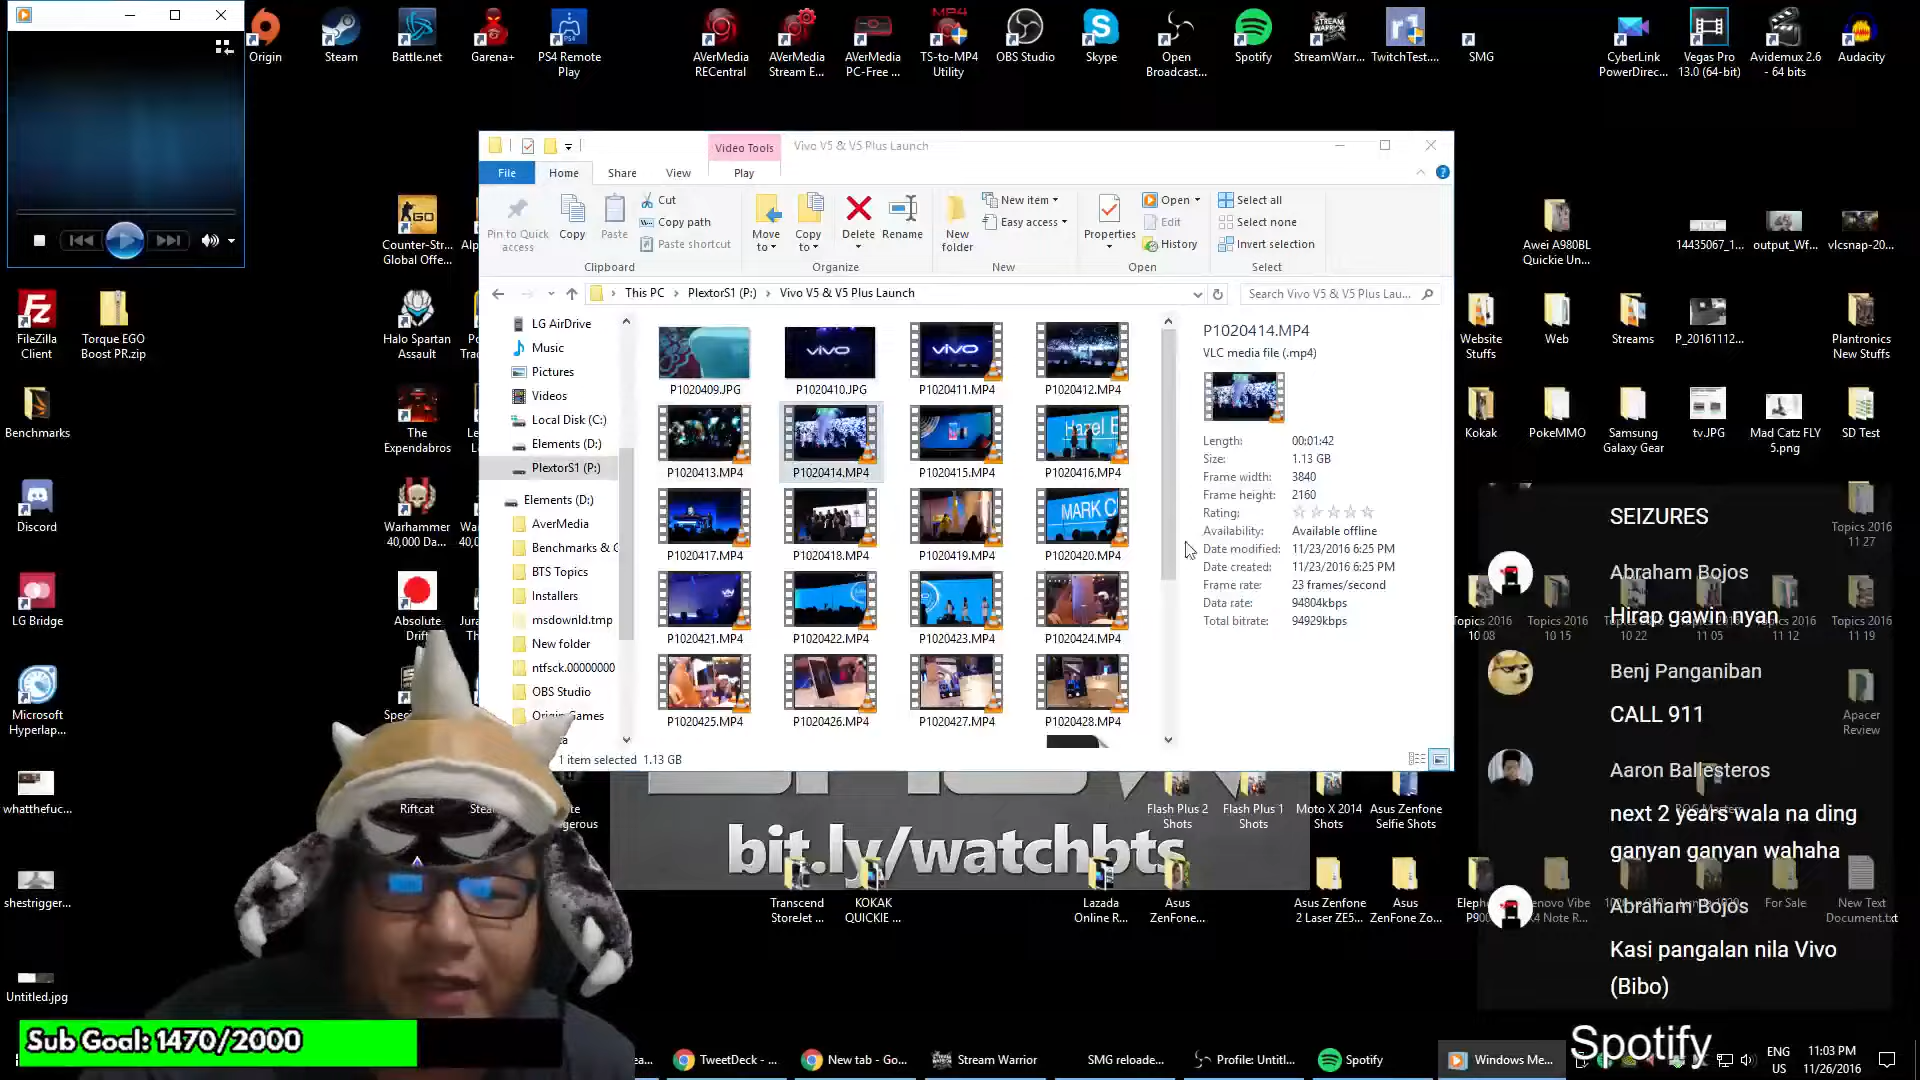 Origin
Steam
Battle.net
Garena+
PS4 Remote
Play
AVerMedia
RECentral
AVerMedia
Stream E...
AVerMedia
PC-Free ...
TS-to-MP4
Utility
OBS Studio
Skype
Open
Broadcast...
Spotify
StreamWarr...
TwitchTest....
SMG
CyberLink
PowerDirec...
Vegas Pro
13.0 (64-bit)
Avidemux 2.6
- 64 bits
Audacity
Video Tools
Vivo V5 & V5 Plus Launch
File
Home
Share
View
Play
Pin to Quick
access
Copy
Paste
Cut
Copy path
Paste shortcut
Move
to
Copy
to
Delete
Rename
New
folder
New item
Easy access
Properties
Open
Edit
History
Select all
Select none
Invert selection
Clipboard
Organize
New
Open
Select
This PC
PlextorS1 (P:)
Vivo V5 & V5 Plus Launch
Search Vivo V5 & V5 Plus Lau...
LG AirDrive
Music
Pictures
Videos
Local Disk (C:)
Elements (D:)
PlextorS1 (P:)
Elements (D:)
AverMedia
Benchmarks &
BTS Topics
Installers
msdownld.tmp
New folder
ntfsck.00000000
OBS Studio
Origin Games
P1020409.JPG
P1020410.JPG
P1020411.MP4
P1020412.MP4
P1020413.MP4
P1020414.MP4
P1020415.MP4
P1020416.MP4
P1020417.MP4
P1020418.MP4
P1020419.MP4
P1020420.MP4
P1020421.MP4
P1020422.MP4
P1020423.MP4
P1020424.MP4
P1020425.MP4
P1020426.MP4
P1020427.MP4
P1020428.MP4
P1020414.MP4
VLC media file (.mp4)
Length: 00:01:42
Size: 1.13 GB
Frame width: 3840
Frame height: 2160
Rating:
Availability: Available offline
Date modified: 11/23/2016 6:25 PM
Date created: 11/23/2016 6:25 PM
Frame rate: 23 frames/second
Data rate: 94804kbps
Total bitrate: 94929kbps
1 item selected 1.13 GB
Counter-Str...
Global Offe...
FileZilla
Client
Torque EGO
Boost PR.zip
Halo Spartan
Assault
Benchmarks
The
Expendabros
Discord
Warhammer
40,000 Da...
LG Bridge
Absolute
Drift
Microsoft
Hyperlap...
whatthefuc...
Riftcat
shestrigger...
Untitled.jpg
Awei A980BL
Quickie Un...
14435067_1...
output_Wf...
vlcsnap-20...
Website
Stuffs
Web
Streams
P_20161112...
Plantronics
New Stuffs
Kokak
PokeMMO
Samsung
Galaxy Gear
tv.JPG
Mad Catz FLY
5.png
SD Test
Topics 2016
11 27
Topics 2016
10 15
Topics 2016
11 12
Topics 2016
11 19
Apacer
Review
SEIZURES
Abraham Bojos
Hirap gawin nyan
Benj Panganiban
CALL 911
Aaron Ballesteros
next 2 years wala na ding
ganyan ganyan wahaha
Abraham Bojos
Kasi pangalan nila Vivo
(Bibo)
Flash Plus 2
Shots
Flash Plus 1
Shots
Moto X 2014
Shots
Asus Zenfone
Selfie Shots
bit.ly/watchbts
Transcend
StoreJet ...
KOKAK
QUICKIE ...
Lazada
Online R...
Asus
ZenFone...
Asus Zenfone
2 Laser ZE5...
Asus
ZenFone Zo...
For Sale
New Text
Document.txt
Sub Goal: 1470/2000
TweetDeck - ...
New tab - Go...
Stream Warrior
SMG reloade...
Profile: Untitl...
Spotify
Windows Me...
Spotify
ENG
US
11:03 PM
11/26/2016